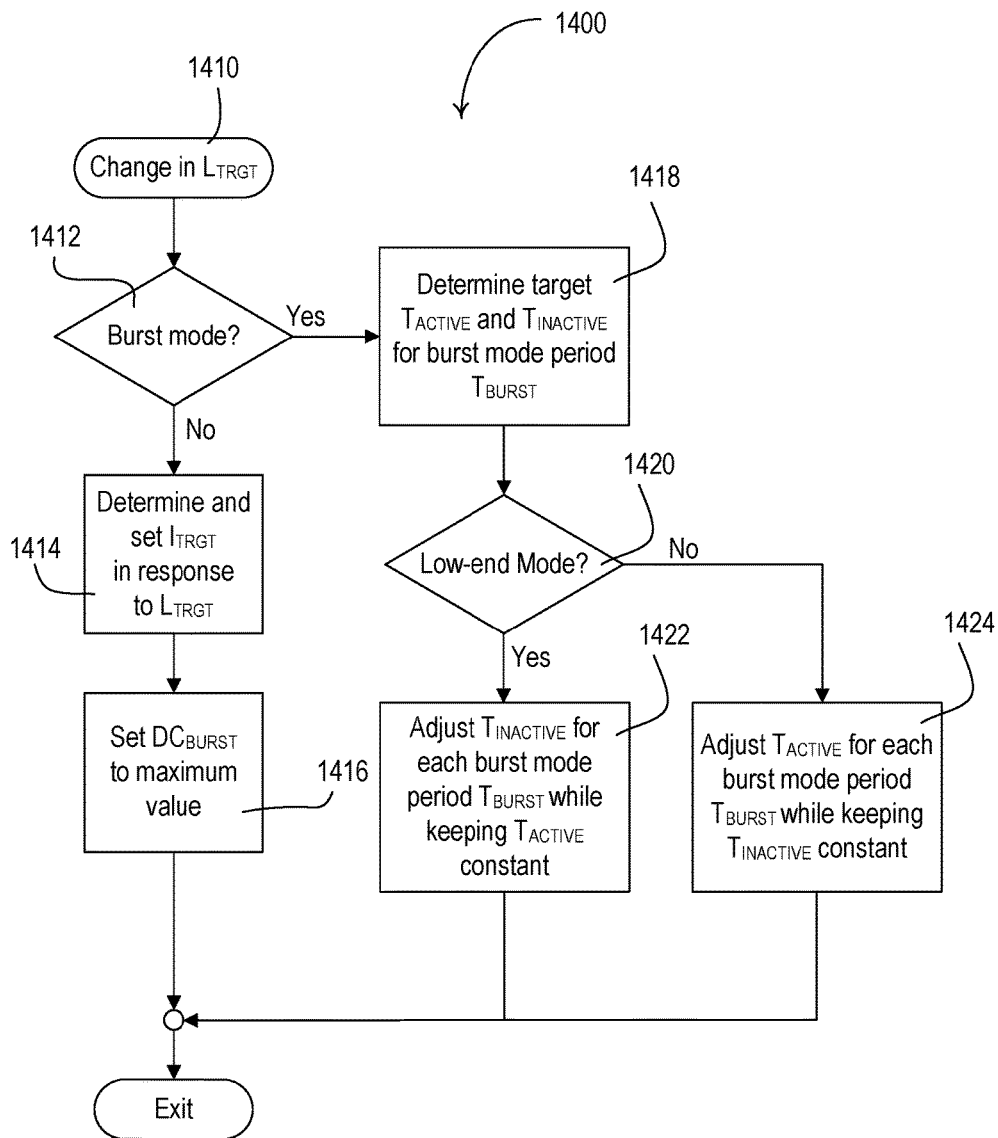 1400
1410
Change in LTRGT
1412
Burst mode?
Yes
No
1418
Determine target
TACTIVE and TINACTIVE
for burst mode period
TBURST
1414
Determine and
set ITRGT
in response
to LTRGT
1420
Low-end Mode?
No
Yes
1416
Set DCBURST
to maximum
value
1422
Adjust TINACTIVE for
each burst mode
period TBURST while
keeping TACTIVE
constant
1424
Adjust TACTIVE for each
burst mode period
TBURST while keeping
TINACTIVE constant
Exit